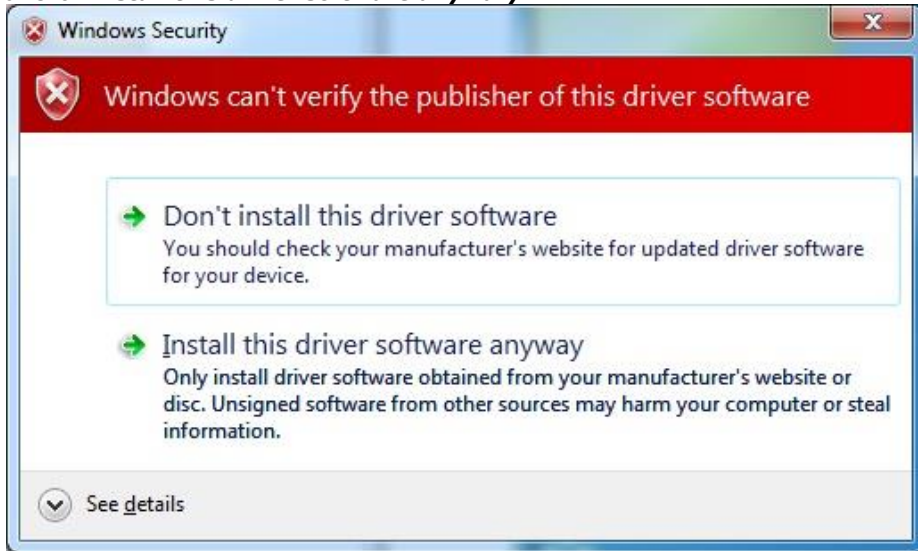 Windows Security
Windows can't verify the publisher of this driver software
Don't install this driver software
You should check your manufacturer's website for updated driver software
for your device.
Install this driver software anyway
Only install driver software obtained from your manufacturer's website or
disc. Unsigned software from other sources may harm your computer or steal
information.
See details